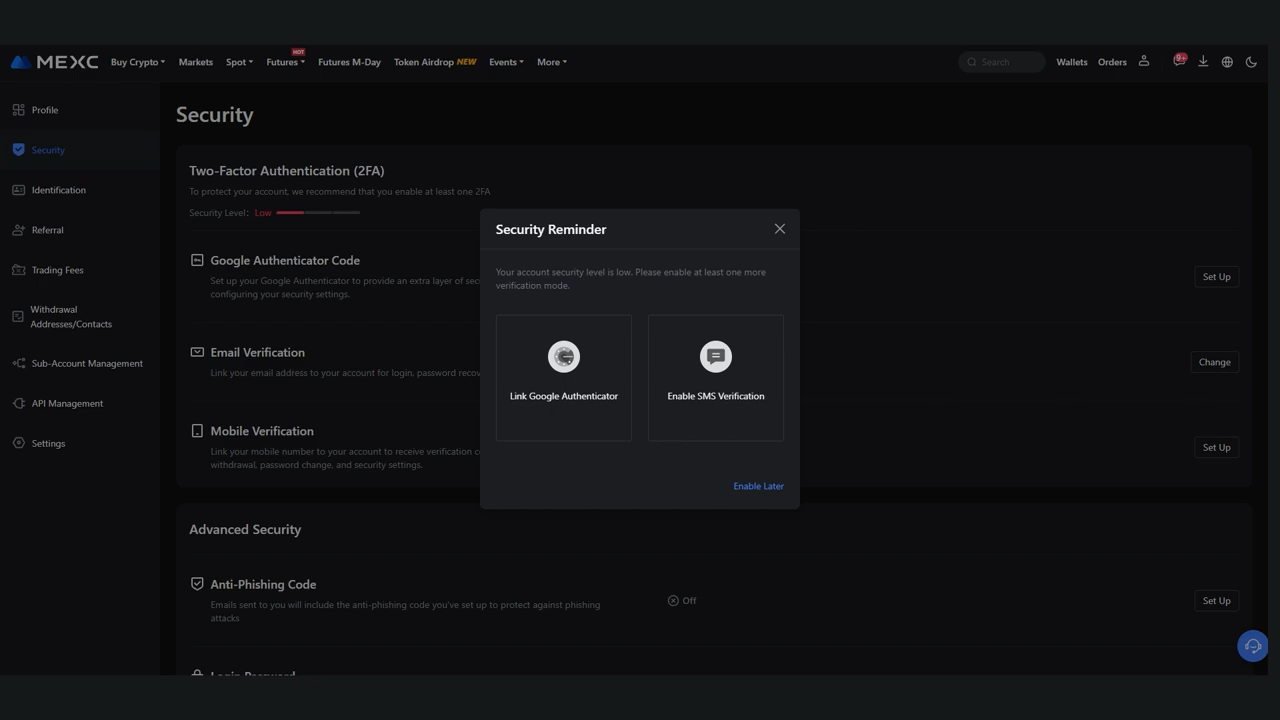 MEXC
Buy Crypto
Markets
Spot
Futures
HOT
Futures M-Day
Token Airdrop NEW
Events
More
Search
Wallets
Orders
9+
Profile
Security
Identification
Referral
Trading Fees
Withdrawal
Addresses/Contacts
Sub-Account Management
API Management
Settings
Security
Two-Factor Authentication (2FA)
To protect your account, we recommend that you enable at least one 2FA
Security Level: Low
Google Authenticator Code
Set up your Google Authenticator to provide an extra layer of sec
configuring your security settings.
Set Up
Email Verification
Link your email address to your account for login, password recov
Change
Mobile Verification
Link your mobile number to your account to receive verification c
withdrawal, password change, and security settings.
Set Up
Security Reminder
Your account security level is low. Please enable at least one more
verification mode.
Link Google Authenticator
Enable SMS Verification
Enable Later
Advanced Security
Anti-Phishing Code
Emails sent to you will include the anti-phishing code you've set up to protect against phishing
attacks
Off
Set Up
Login Password